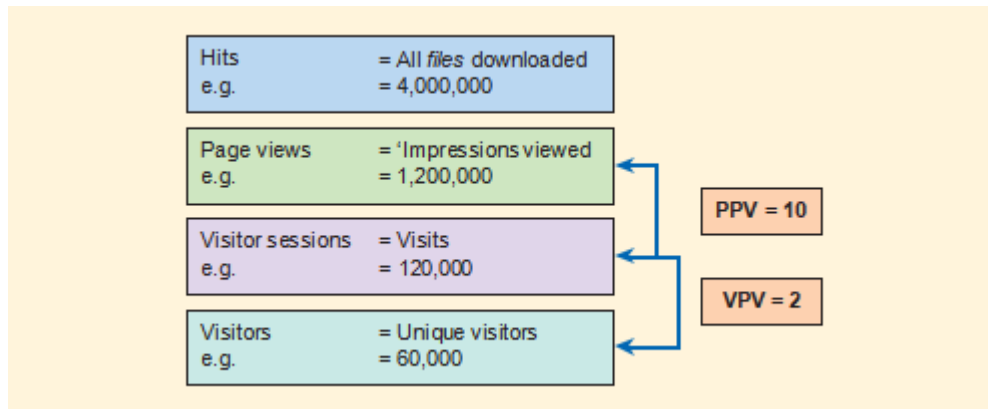 Hits = All files downloaded
e.g. = 4,000,000
Page views = ‘Impressions viewed
e.g. = 1,200,000
PPV = 10
Visitor sessions = Visits
e.g. = 120,000
VPV = 2
Visitors = Unique visitors
e.g. = 60,000